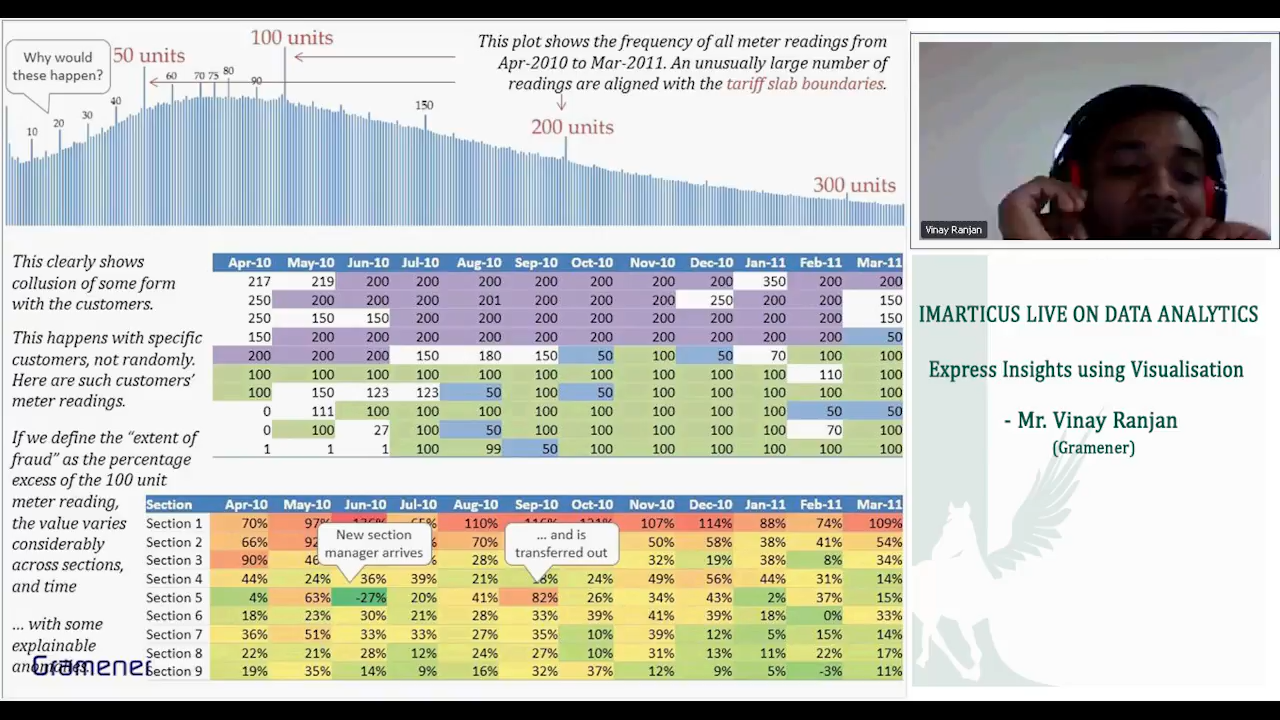 Why would
these happen?
50 units
100 units
10
20
30
40
60
70 75
80
90
150
200 units
300 units
This plot shows the frequency of all meter readings from
Apr-2010 to Mar-2011. An unusually large number of
readings are aligned with the tariff slab boundaries.
This clearly shows
collusion of some form
with the customers.
This happens with specific
customers, not randomly.
Here are such customers’
meter readings.
Apr-10 May-10 Jun-10 Jul-10 Aug-10 Sep-10 Oct-10 Nov-10 Dec-10 Jan-11 Feb-11 Mar-11
217 219 200 200 200 200 200 200 200 350 200 200
250 200 200 200 201 200 200 200 250 200 200 150
250 150 150 200 200 200 200 200 200 200 200 150
150 200 200 200 200 200 200 200 200 200 200 50
200 200 200 150 180 150 50 100 50 70 100 100
100 100 100 100 100 100 100 100 100 100 110 100
100 150 123 123 50 100 50 100 100 100 100 100
0 111 100 100 100 100 100 100 100 100 50 50
0 100 27 100 50 100 100 100 100 100 70 100
1 1 1 100 99 50 100 100 100 100 100 100
If we define the “extent of
fraud” as the percentage
excess of the 100 unit
meter reading,
the value varies
considerably
across sections,
and time
… with some
explainable
Gramener
Section Apr-10 May-10 Jun-10 Jul-10 Aug-10 Sep-10 Oct-10 Nov-10 Dec-10 Jan-11 Feb-11 Mar-11
Section 1 70% 97% 110% 107% 114% 88% 74% 109%
Section 2 66% 70% 50% 58% 38% 41% 54%
Section 3 90% 28% 32% 19% 38% 8% 34%
Section 4 44% 24% 36% 39% 21% 24% 49% 56% 44% 31% 14%
Section 5 4% 63% -27% 20% 41% 82% 26% 34% 43% 2% 37% 15%
Section 6 18% 23% 30% 21% 28% 33% 39% 41% 39% 18% 0% 33%
Section 7 36% 51% 33% 33% 27% 35% 10% 39% 12% 5% 15% 14%
Section 8 22% 21% 28% 12% 24% 27% 10% 31% 13% 11% 22% 17%
Section 9 19% 35% 14% 9% 16% 32% 37% 12% 9% 5% -3% 11%
New section
manager arrives
… and is
transferred out
Vinay Ranjan
IMARTICUS LIVE ON DATA ANALYTICS
Express Insights using Visualisation
- Mr. Vinay Ranjan
(Gramener)